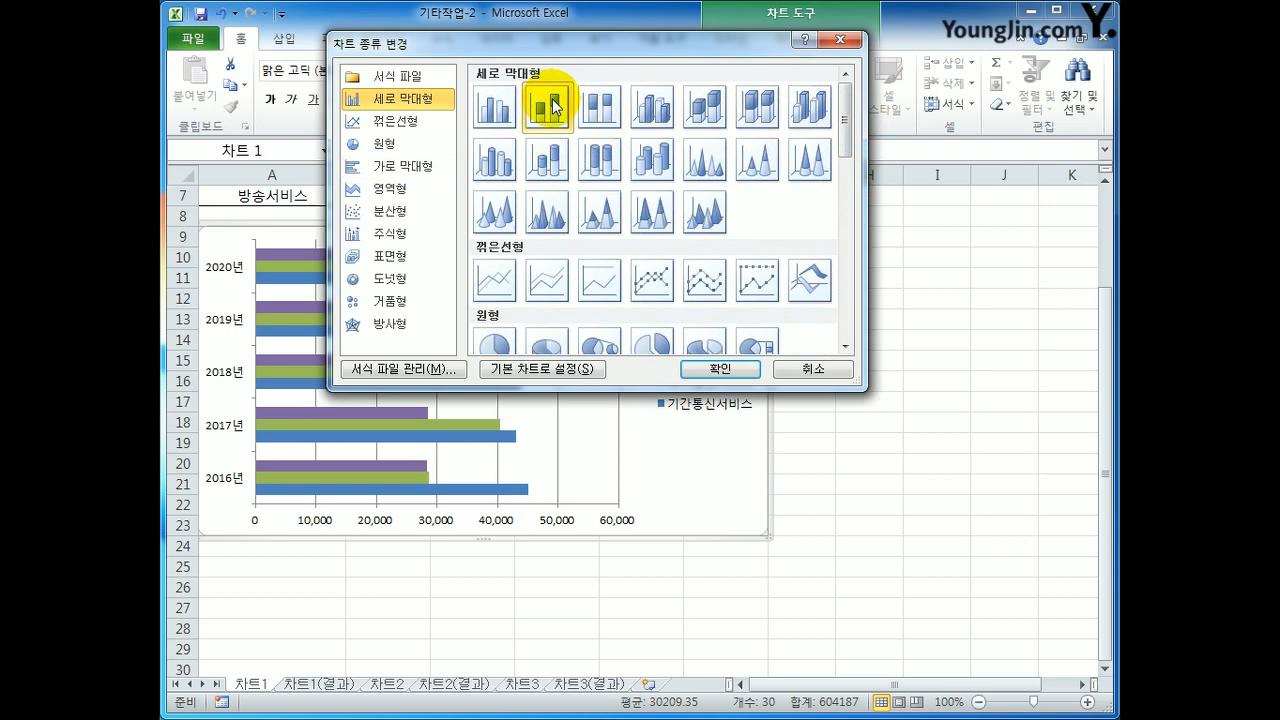 기타작업-2 - Microsoft Excel
차트 도구
YoungJin.com
Y.
파일
홈
삽입
차트 종류 변경
붙여넣기
맑은 고딕 (본
가 가
클립보드
삽입
삭제
서식
셀
스타일
정렬 및 필터
찾기 및 선택
편집
서식 파일
세로 막대형
꺾은선형
원형
가로 막대형
영역형
분산형
주식형
표면형
도넛형
거품형
방사형
세로 막대형
꺾은선형
원형
서식 파일 관리(M)...
기본 차트로 설정(S)
확인
취소
차트 1
A
H
I
J
K
7
방송서비스
8
9
10
11
12
13
14
15
16
17
18
19
20
21
22
23
24
25
26
27
28
29
30
2020년
2019년
2018년
2017년
2016년
0
10,000
20,000
30,000
40,000
50,000
60,000
기간통신서비스
차트1
차트1(결과)
차트2
차트2(결과)
차트3
차트3(결과)
준비
평균: 30209.35
개수: 30
합계: 604187
100%